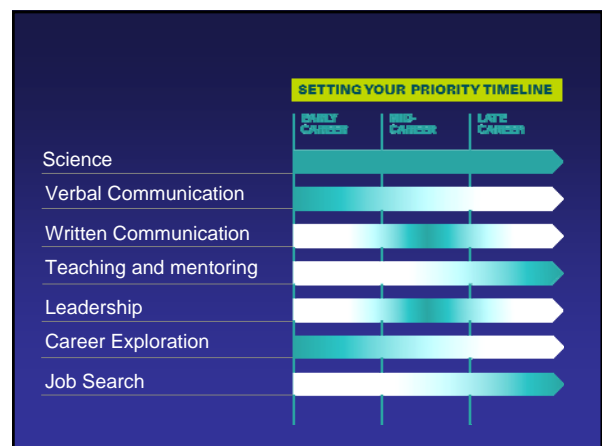 SETTING YOUR PRIORITY TIMELINE
EARLY CAREER
MID-CAREER
LATE CAREER
Science
Verbal Communication
Written Communication
Teaching and mentoring
Leadership
Career Exploration
Job Search